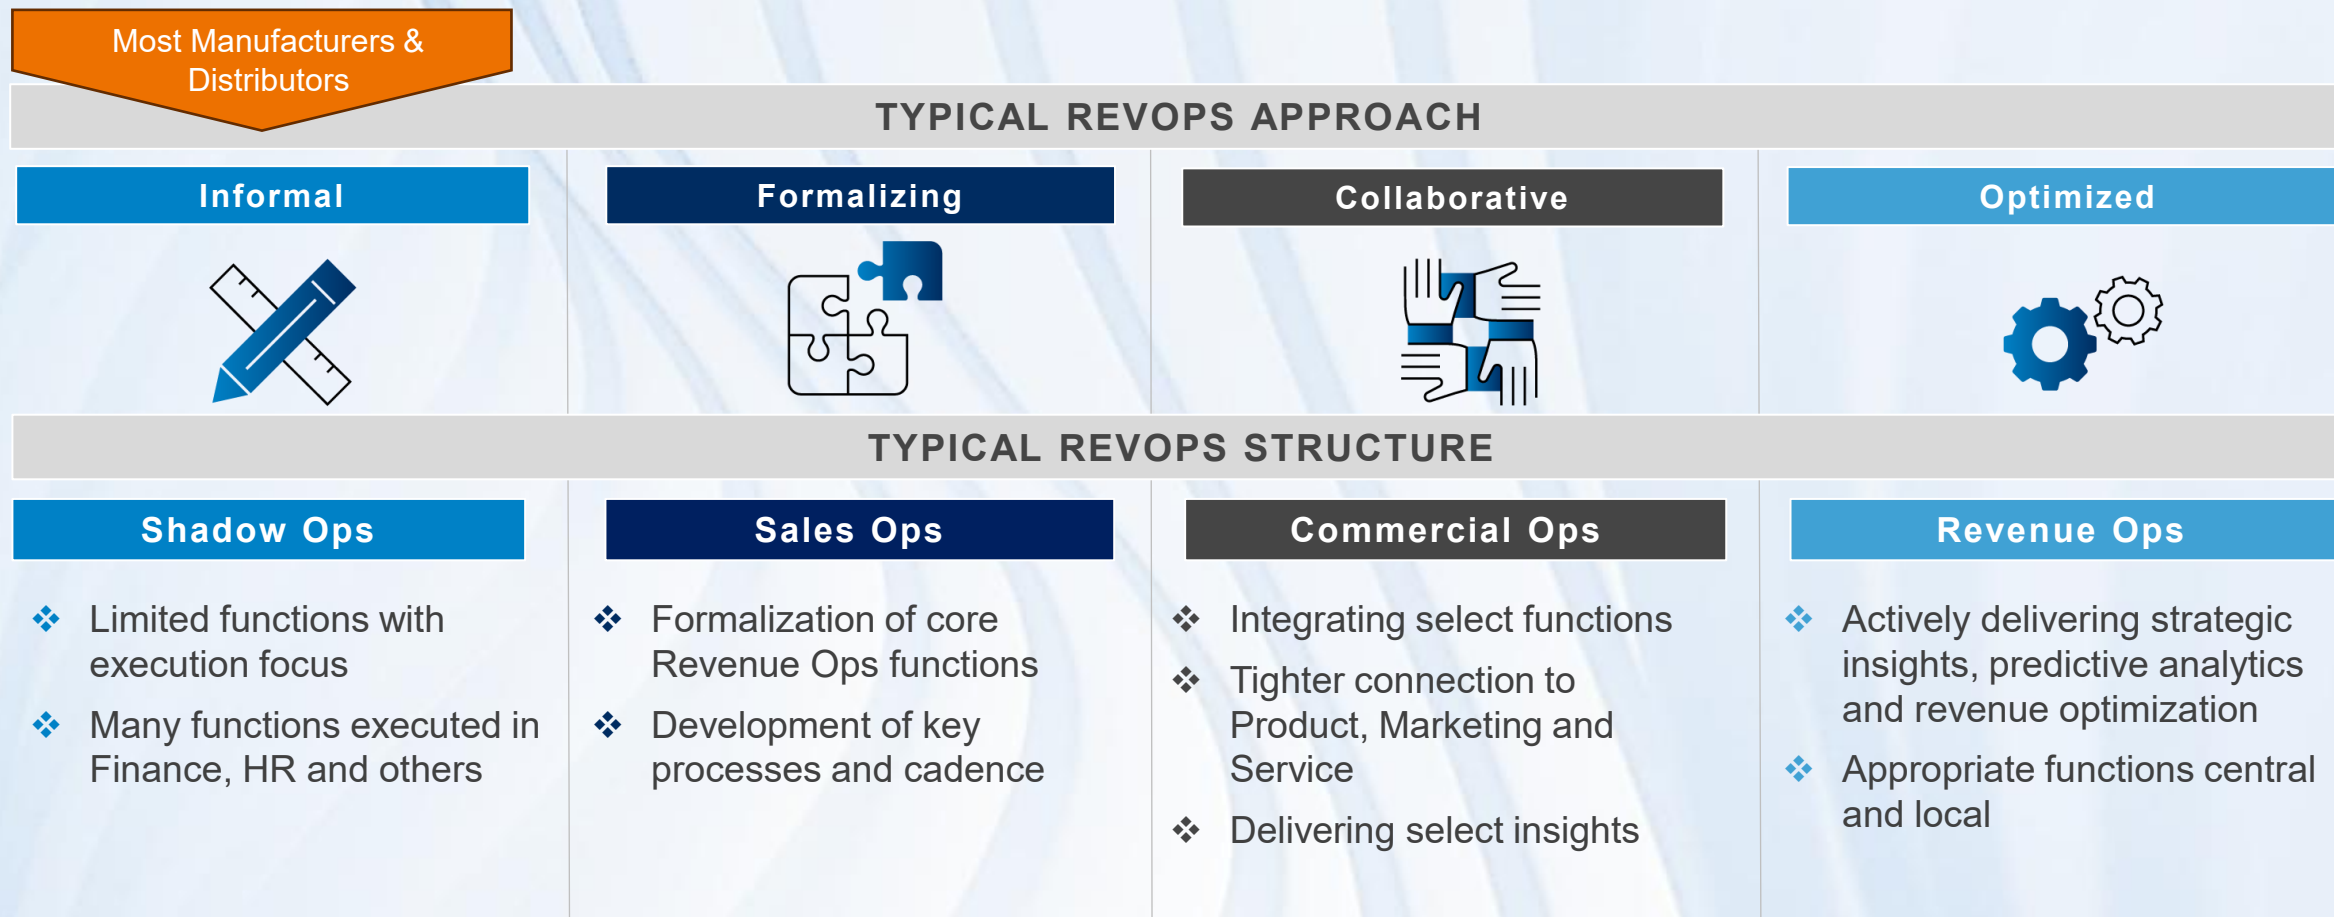 Most Manufacturers &
Distributors
TYPICAL REVOPS APPROACH
Informal
Formalizing
Collaborative
Optimized
TYPICAL REVOPS STRUCTURE
Shadow Ops
Sales Ops
Commercial Ops
Revenue Ops
Limited functions with
execution focus
Many functions executed in
Finance, HR and others
Formalization of core
Revenue Ops functions
Development of key
processes and cadence
Integrating select functions
Tighter connection to
Product, Marketing and
Service
Delivering select insights
Actively delivering strategic
insights, predictive analytics
and revenue optimization
Appropriate functions central
and local